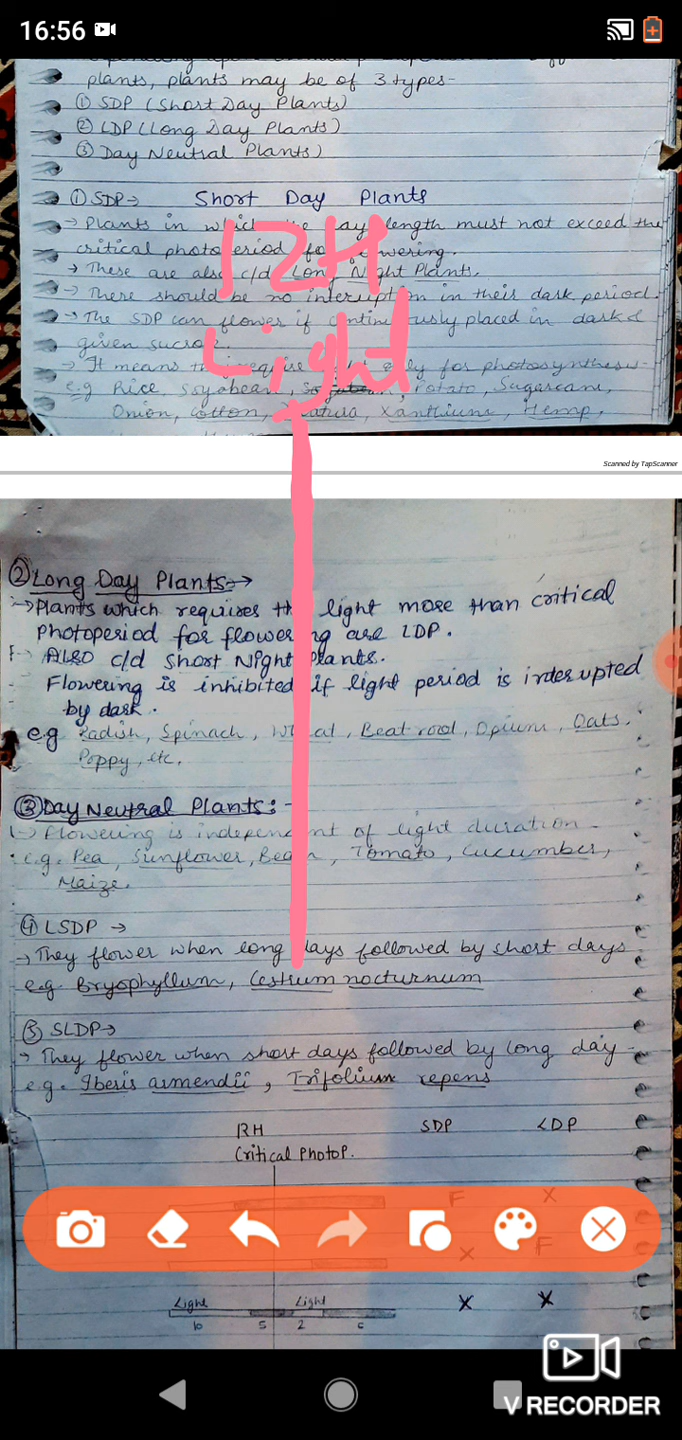 16:56
plants, plants may be of 3 types-
① SDP (Short Day Plants)
② LDP (Long Day Plants)
③ Day Neutral Plants)
① SDP→ Short Day Plants
→ Plants in which the day length must not exceed the
critical photoperiod for flowering.
→ These are also c/d Long Night Plants.
→ There should be no interuption in their dark period.
→ The SDP can flower if continuously placed in dark &
given sucrose.
→ It means only for photosynthesis
e.g Rice, Soyabean, Potato, Sugarcane,
Onion, Cotton, Datura, Xanthium, Hemp,
12H
Light
Scanned by TapScanner
② Long Day Plants:→
→ Plants which requires the light more than critical
Photoperiod for flowering are LDP.
Also c/d Short Night Plants.
Flowering is inhibited if light period is interupted
by dark.
e.g Radish, Spinach, Wheat, Beat root, Opium, Oats,
Poppy, etc.
③ Day Neutral Plants:-
→ Flowering is independent of light duration.
e.g. Pea, Sunflower, Bean, Tomato, Cucumber,
Maize.
④ LSDP →
→ They flower when long days followed by short days
e.g. Bryophyllum, Cestrum nocturnum
⑤ SLDP→
→ They flower when short days followed by long day
e.g. Iberis armendii, Trifolium repens
12H SDP LDP
Critical Photop.
F X
X F
Light Light X X
10 5 2
V RECORDER